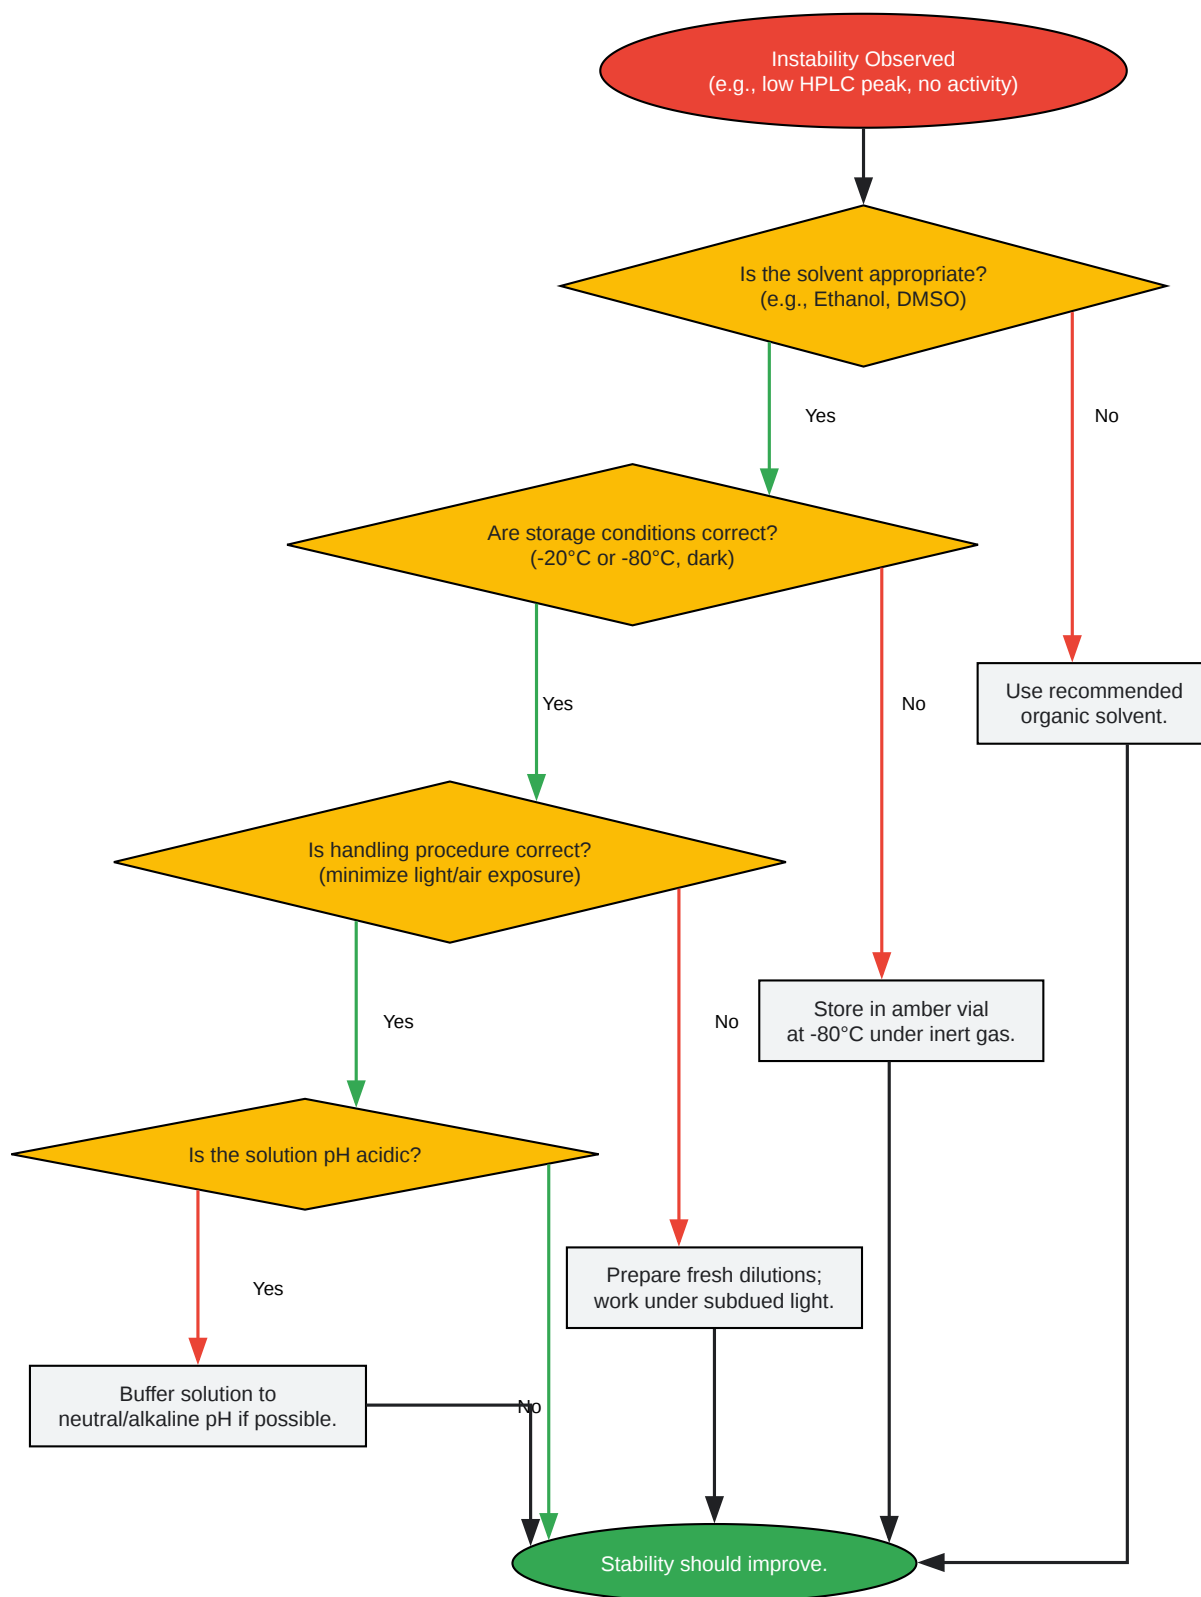 Instability Observed
(e.g., low HPLC peak, no activity)
Is the solvent appropriate?
(e.g., Ethanol, DMSO)
Yes
No
Are storage conditions correct?
(-20°C or -80°C, dark)
Yes
No
Use recommended
organic solvent.
Is handling procedure correct?
(minimize light/air exposure)
Yes
No
Store in amber vial
at -80°C under inert gas.
Is the solution pH acidic?
Yes
Prepare fresh dilutions;
work under subdued light.
Buffer solution to
neutral/alkaline pH if possible.
No
Stability should improve.